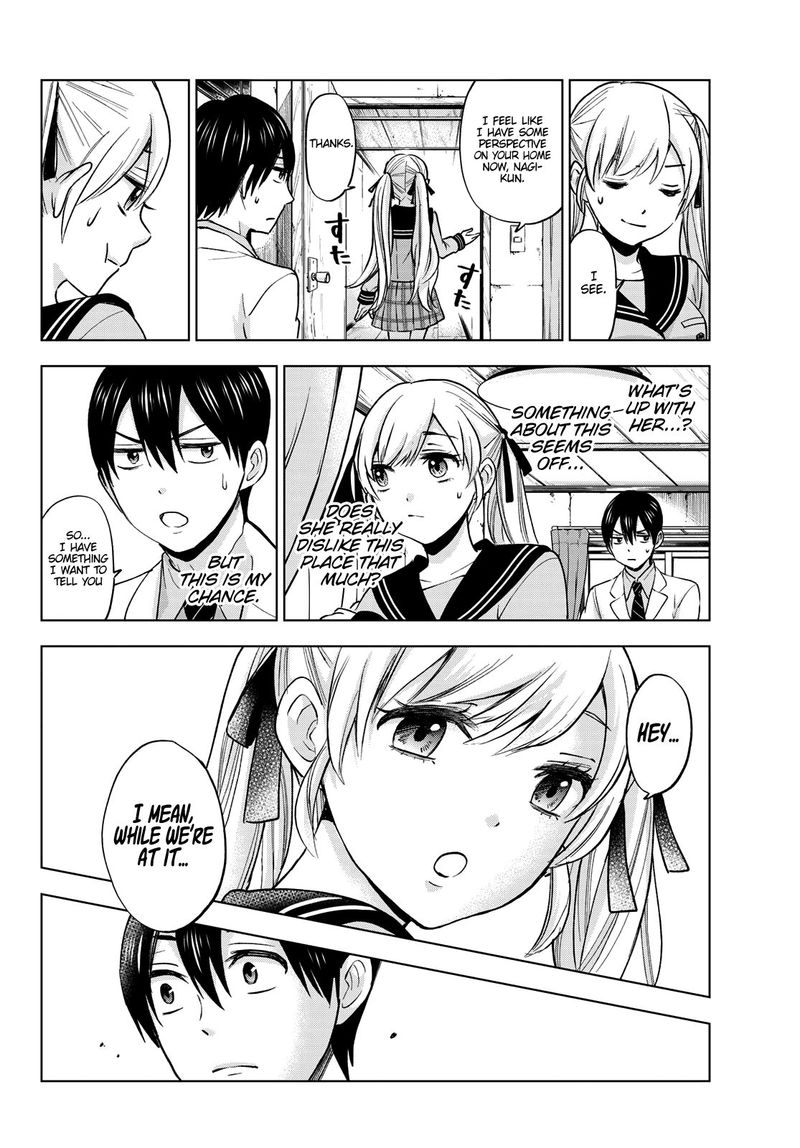 I
SEE.
I FEEL LIKE
I HAVE SOME
PERSPECTIVE
ON YOUR HOME
NOW, NAGI-
KUN.
THANKS.
すた
すた
WHAT'S
UP WITH
HER...?
SOMETHING
ABOUT THIS
SEEMS
OFF...
DOES
SHE REALLY
DISLIKE THIS
PLACE THAT
MUCH?
BUT
THIS IS MY
CHANCE.
SO...
I HAVE
SOMETHING
I WANT TO
TELL YOU
HEY...
I MEAN,
WHILE WE'RE
AT IT...